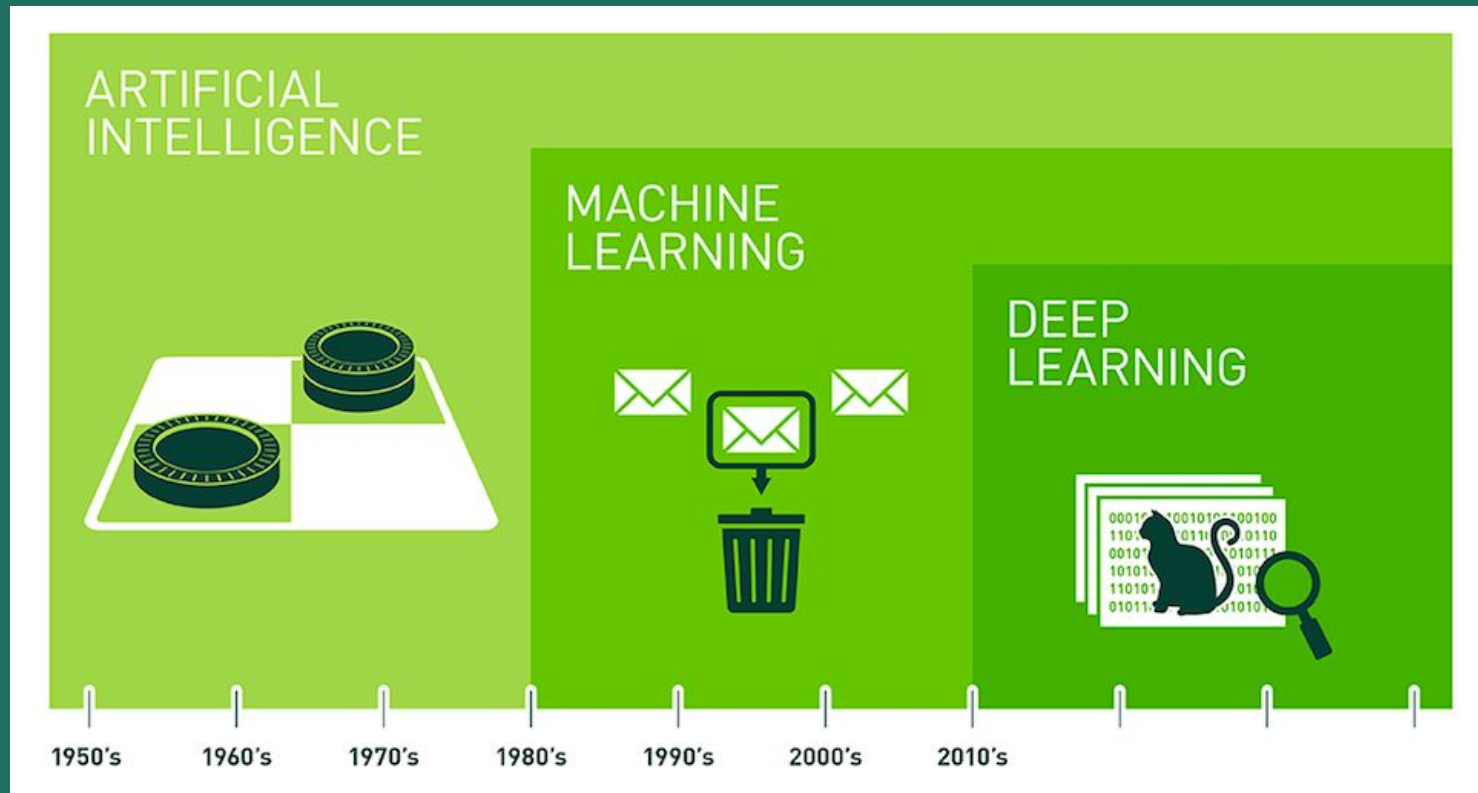 ARTIFICIAL
INTELLIGENCE
MACHINE
LEARNING
DEEP
LEARNING
1950's 1960's 1970's 1980's 1990's 2000's 2010's